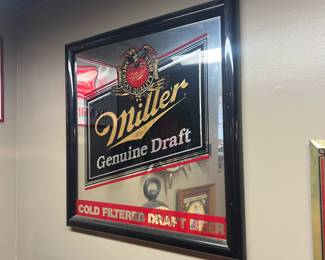 Miller
Genuine Draft
COLD FILTERED DRAFT BEER